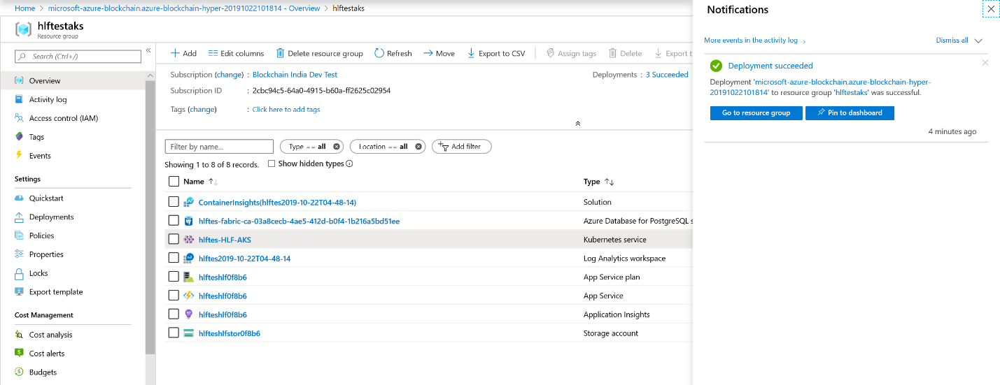 Home > microsoft-azure-blockchain.azure-blockchain-hyper-20191022101814 - Overview > hlftestaks
hlftestaks
Resource group
Search (Ctrl+/)
«
Overview
Activity log
Access control (IAM)
Tags
Events
Settings
Quickstart
Deployments
Policies
Properties
Locks
Export template
Cost Management
Cost analysis
Cost alerts
Budgets
Add Edit columns Delete resource group Refresh Move Export to CSV Assign tags Delete Export t
Subscription (change) : Blockchain India Dev Test Deployments : 3 Succeeded
Subscription ID : 2cbc94c5-64a0-4915-b60a-ff2625c02954
Tags (change) : Click here to add tags
Filter by name... Type == all Location == all Add filter
Showing 1 to 8 of 8 records. Show hidden types
Name Type
ContainerInsights(hlftes2019-10-22T04-48-14) Solution
hlftes-fabric-ca-03a8cecb-4ae5-412d-b0f4-1b216a5bd51ee Azure Database for PostgreSQL s
hlftes-HLF-AKS Kubernetes service
hlftes2019-10-22T04-48-14 Log Analytics workspace
hlfteshlf0f8b6 App Service plan
hlfteshlf0f8b6 App Service
hlfteshlf0f8b6 Application Insights
hlfteshlfstor0f8b6 Storage account
Notifications
More events in the activity log → Dismiss all
Deployment succeeded
Deployment 'microsoft-azure-blockchain.azure-blockchain-hyper-
20191022101814' to resource group 'hlftestaks' was successful.
Go to resource group Pin to dashboard
4 minutes ago